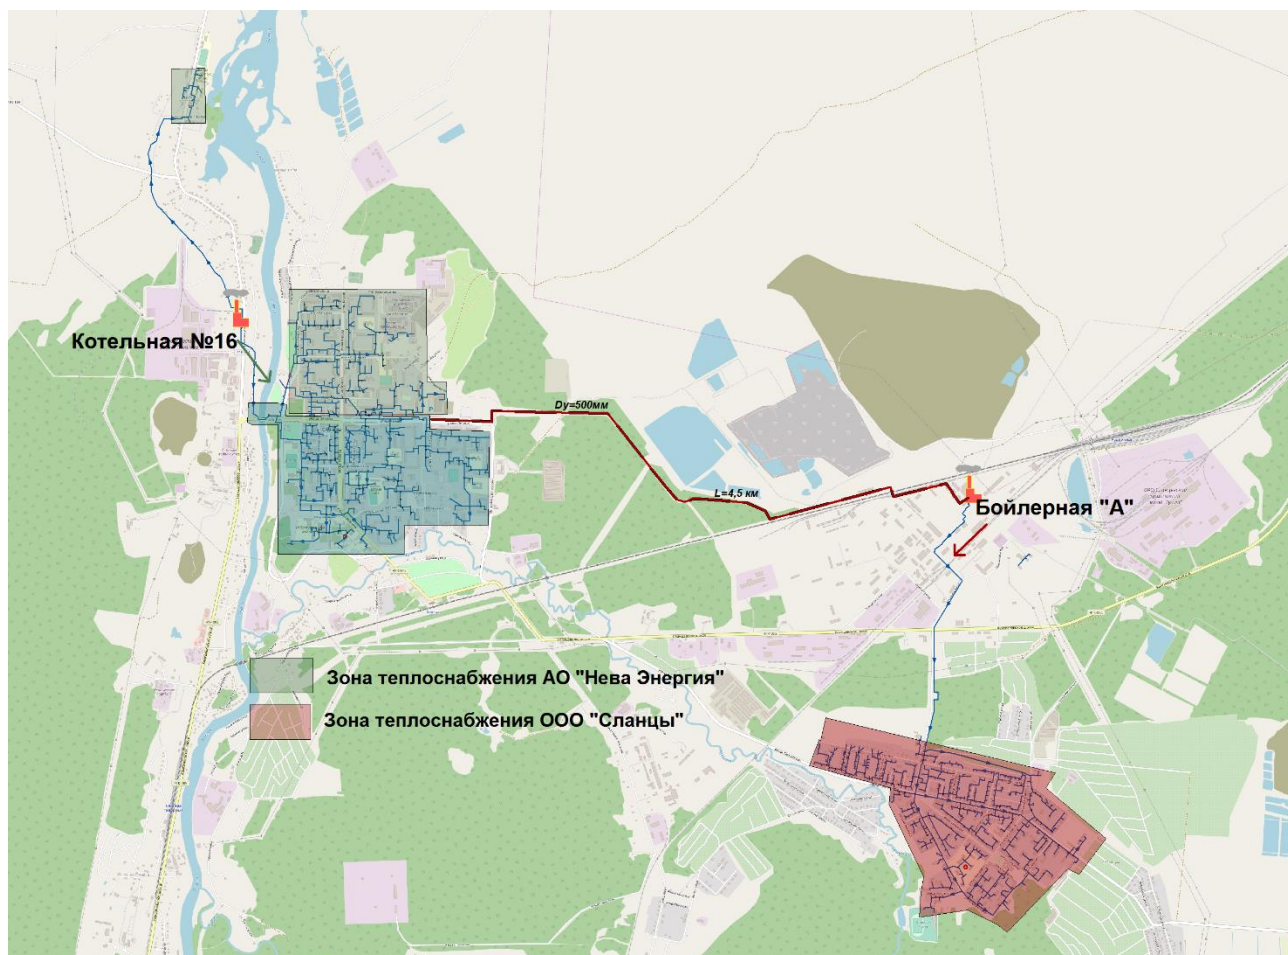 Котельная №16
Dy=500мм
L=4,5 км
Бойлерная "А"
Зона теплоснабжения АО "Нева Энергия"
Зона теплоснабжения ООО "Сланцы"